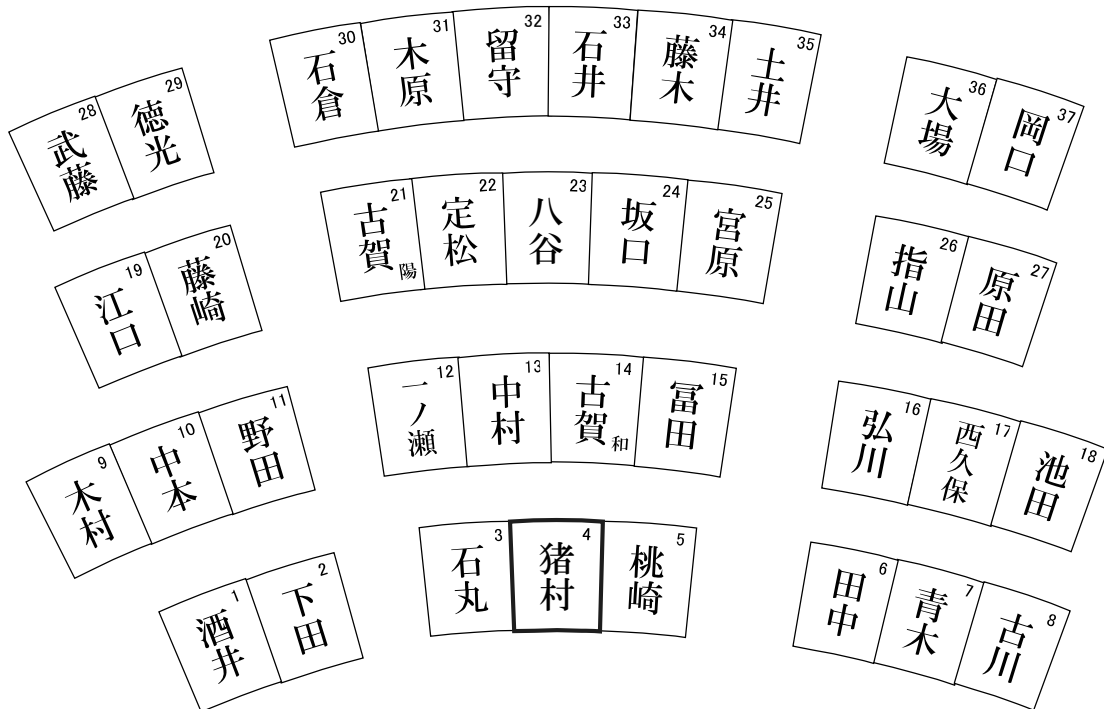 28 武藤
29 徳光
30 石倉
31 木原
32 留守
33 石井
34 藤木
35 土井
36 大場
37 岡口
19 江口
20 藤崎
21 古賀 陽
22 定松
23 八谷
24 坂口
25 宮原
26 指山
27 原田
9 木村
10 中本
11 野田
12 一ノ瀬
13 中村
14 古賀 和
15 冨田
16 弘川
17 西久保
18 池田
1 酒井
2 下田
3 石丸
4 猪村
5 桃崎
6 田中
7 青木
8 古川